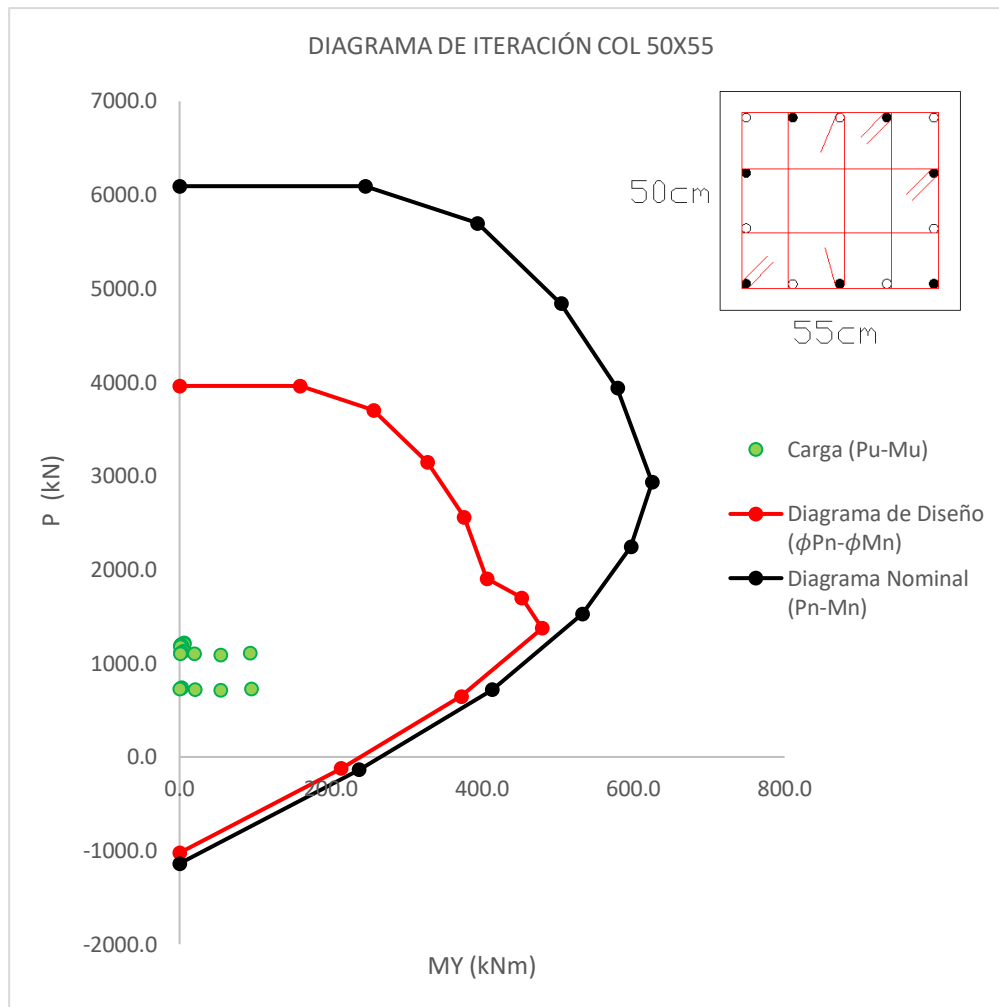 DIAGRAMA DE ITERACIÓN COL 50X55
7000.0
6000.0
5000.0
4000.0
3000.0
2000.0
1000.0
0.0
-1000.0
-2000.0
P (kN)
0.0
200.0
400.0
600.0
800.0
MY (kNm)
50cm
55cm
Carga (Pu-Mu)
Diagrama de Diseño
(ϕPn-ϕMn)
Diagrama Nominal
(Pn-Mn)